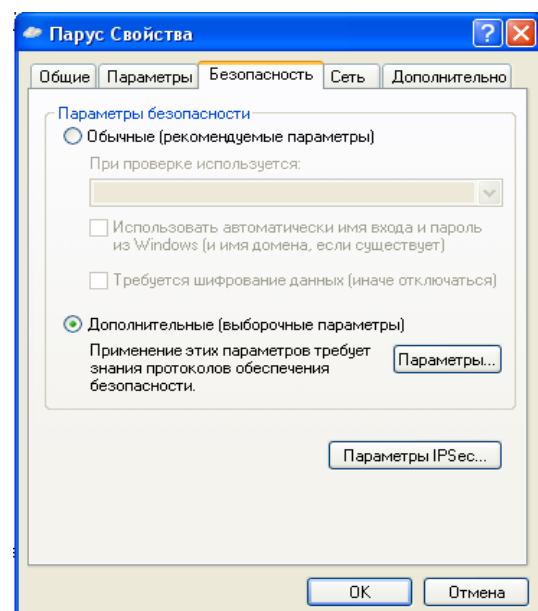 Парус Свойства
Общие Параметры Безопасность Сеть Дополнительно
Параметры безопасности
Обычные (рекомендуемые параметры)
При проверке используется:
Использовать автоматически имя входа и пароль
из Windows (и имя домена, если существует)
Требуется шифрование данных (иначе отключаться)
Дополнительные (выборочные параметры)
Применение этих параметров требует
знания протоколов обеспечения
безопасности.
Параметры...
Параметры IPSec...
OK Отмена